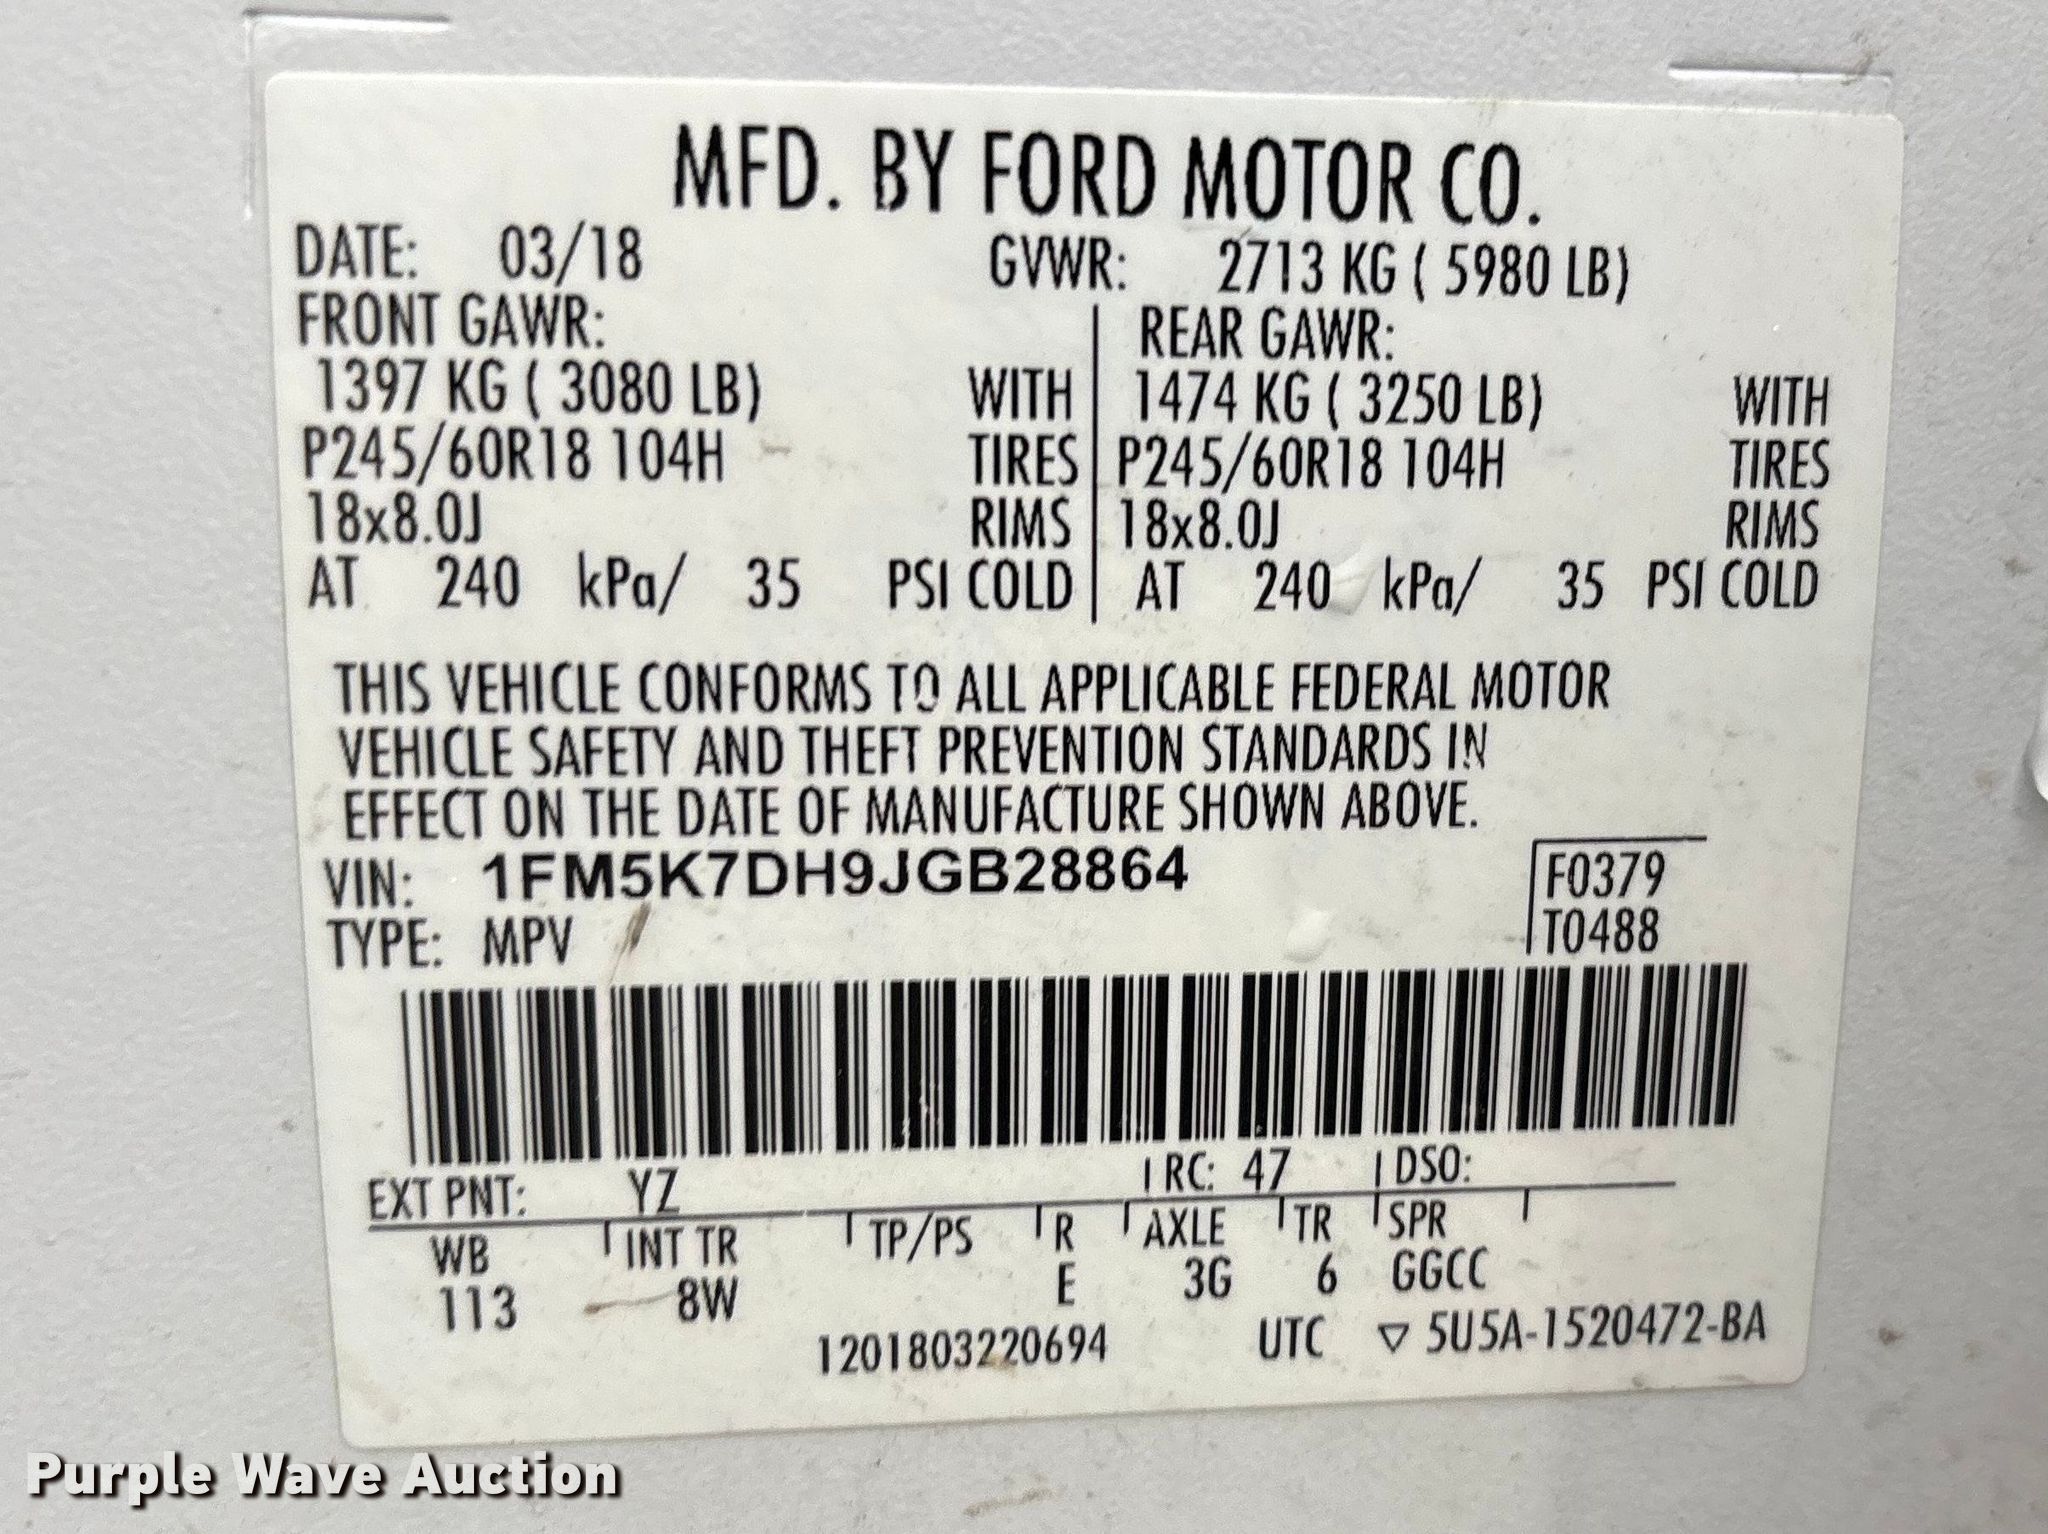 MFD. BY FORD MOTOR CO.
DATE: 03/18 GVWR: 2713 KG ( 5980 LB)
FRONT GAWR: REAR GAWR:
1397 KG ( 3080 LB) WITH 1474 KG ( 3250 LB) WITH
P245/60R18 104H TIRES P245/60R18 104H TIRES
18x8.0J RIMS 18x8.0J RIMS
AT 240 kPa/ 35 PSI COLD AT 240 kPa/ 35 PSI COLD
THIS VEHICLE CONFORMS TO ALL APPLICABLE FEDERAL MOTOR
VEHICLE SAFETY AND THEFT PREVENTION STANDARDS IN
EFFECT ON THE DATE OF MANUFACTURE SHOWN ABOVE.
VIN: 1FM5K7DH9JGB28864 F0379
TYPE: MPV T0488
EXT PNT: YZ RC: 47 DSO:
WB INT TR TP/PS R AXLE TR SPR
113 8W E 3G 6 GGCC
1201803220694 UTC ▽ 5U5A-1520472-BA
Purple Wave Auction